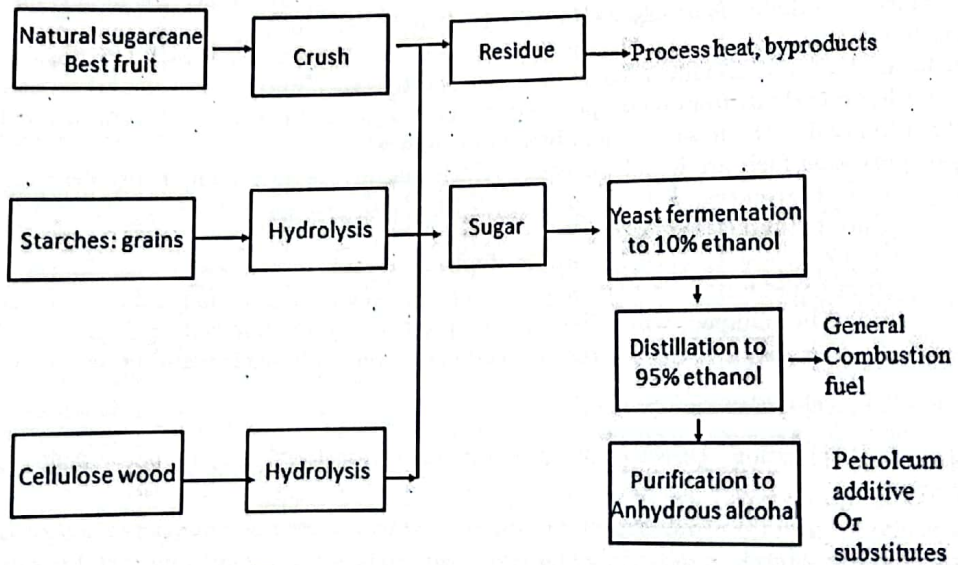 Natural sugarcane
Best fruit
Crush
Residue
Process heat, byproducts
Starches: grains
Hydrolysis
Sugar
Yeast fermentation
to 10% ethanol
Distillation to
95% ethanol
General
Combustion
fuel
Cellulose wood
Hydrolysis
Purification to
Anhydrous alcohal
Petroleum
additive
Or
substitutes